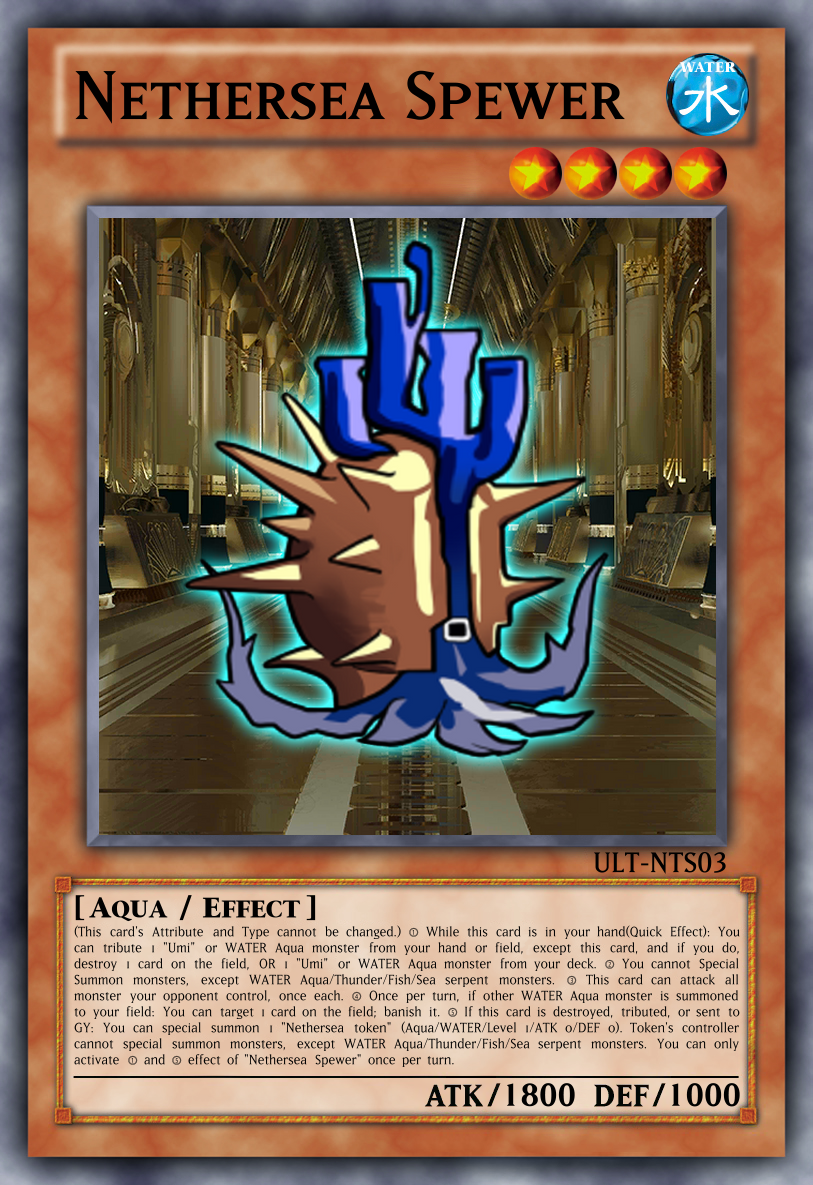 Nethersea Spewer
WATER
水
ULT-NTS03
[ Aqua / Effect ]
(This card's Attribute and Type cannot be changed.) ① While this card is in your hand(Quick Effect): You
can tribute 1 "Umi" or WATER Aqua monster from your hand or field, except this card, and if you do,
destroy 1 card on the field, OR 1 "Umi" or WATER Aqua monster from your deck. ② You cannot Special
Summon monsters, except WATER Aqua/Thunder/Fish/Sea serpent monsters. ③ This card can attack all
monster your opponent control, once each. ④ Once per turn, if other WATER Aqua monster is summoned
to your field: You can target 1 card on the field; banish it. ⑤ If this card is destroyed, tributed, or sent to
GY: You can special summon 1 "Nethersea token" (Aqua/WATER/Level 1/ATK 0/DEF 0). Token's controller
cannot special summon monsters, except WATER Aqua/Thunder/Fish/Sea serpent monsters. You can only
activate ① and ⑤ effect of "Nethersea Spewer" once per turn.
ATK/1800 DEF/1000